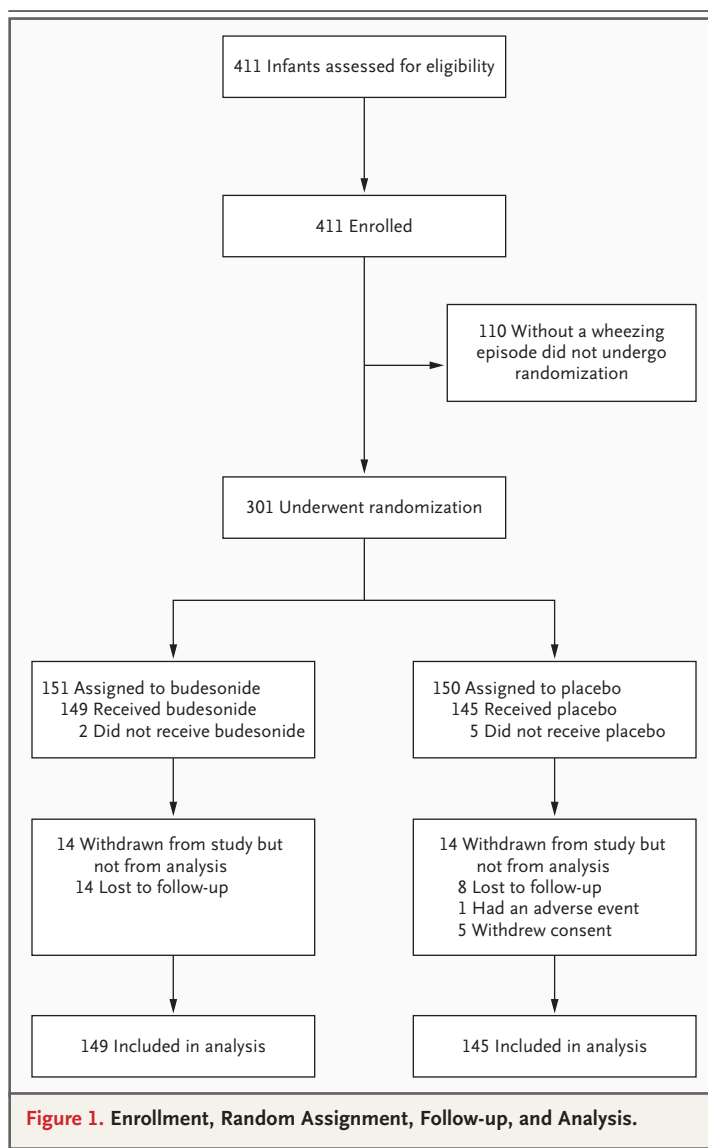 411 Infants assessed for eligibility
411 Enrolled
110 Without a wheezing
episode did not undergo
randomization
301 Underwent randomization
151 Assigned to budesonide
149 Received budesonide
2 Did not receive budesonide
150 Assigned to placebo
145 Received placebo
5 Did not receive placebo
14 Withdrawn from study but
not from analysis
14 Lost to follow-up
14 Withdrawn from study but
not from analysis
8 Lost to follow-up
1 Had an adverse event
5 Withdrew consent
149 Included in analysis
145 Included in analysis
Figure 1. Enrollment, Random Assignment, Follow-up, and Analysis.